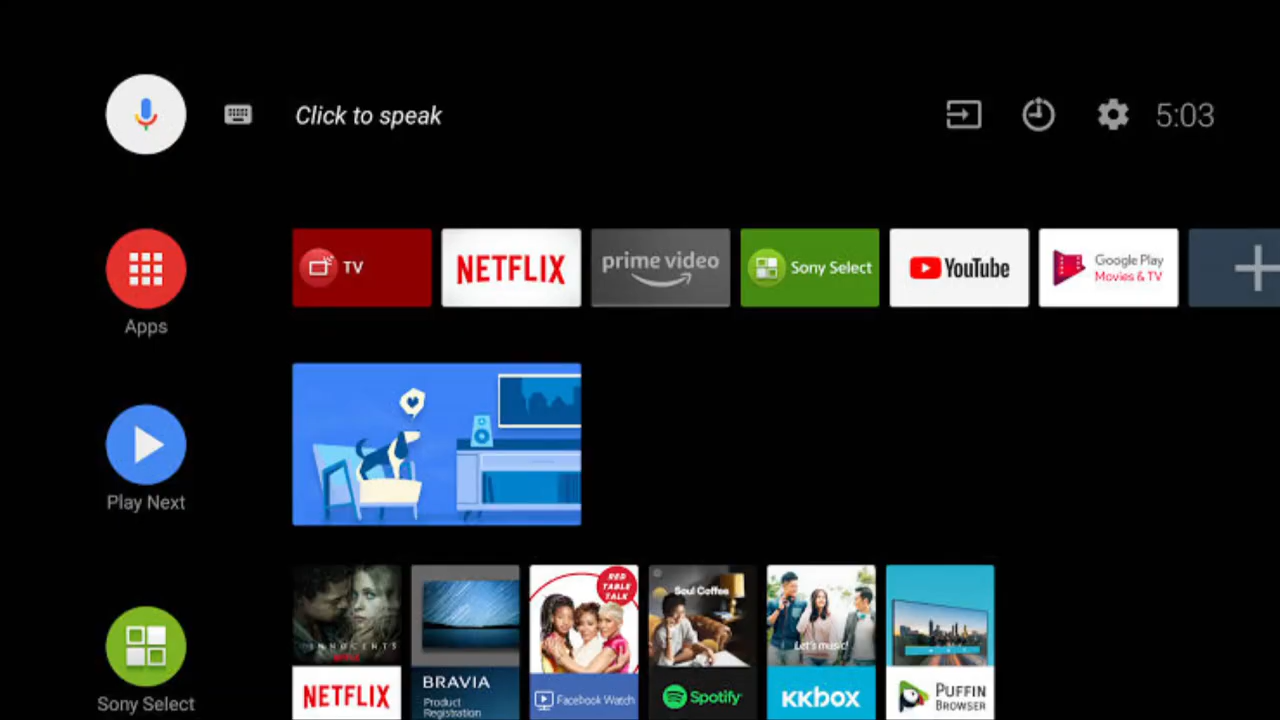 Click to speak
5:03
TV
NETFLIX
prime video
Sony Select
YouTube
Google Play
Movies & TV
Apps
Play Next
RED
TABLE
TALK
Soul Coffee
INNOCENTS
Let's music!
NETFLIX
BRAVIA
Product
Registration
Facebook Watch
Spotify
KKBOX
PUFFIN
BROWSER
Sony Select